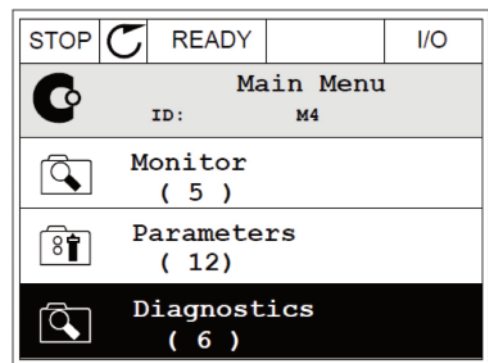 STOP READY I/O
Main Menu
ID: M4
Monitor
( 5 )
Parameters
( 12)
Diagnostics
( 6 )